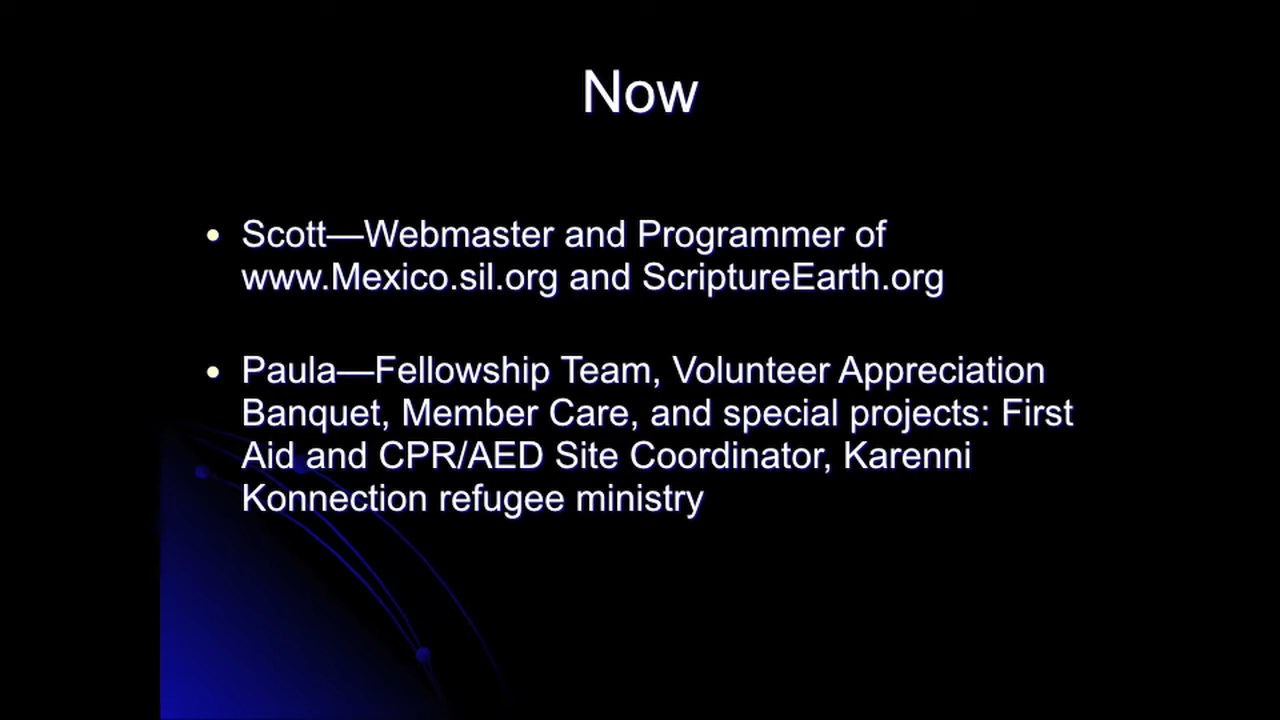 Now
• Scott—Webmaster and Programmer of
www.Mexico.sil.org and ScriptureEarth.org
• Paula—Fellowship Team, Volunteer Appreciation
Banquet, Member Care, and special projects: First
Aid and CPR/AED Site Coordinator, Karenni
Konnection refugee ministry